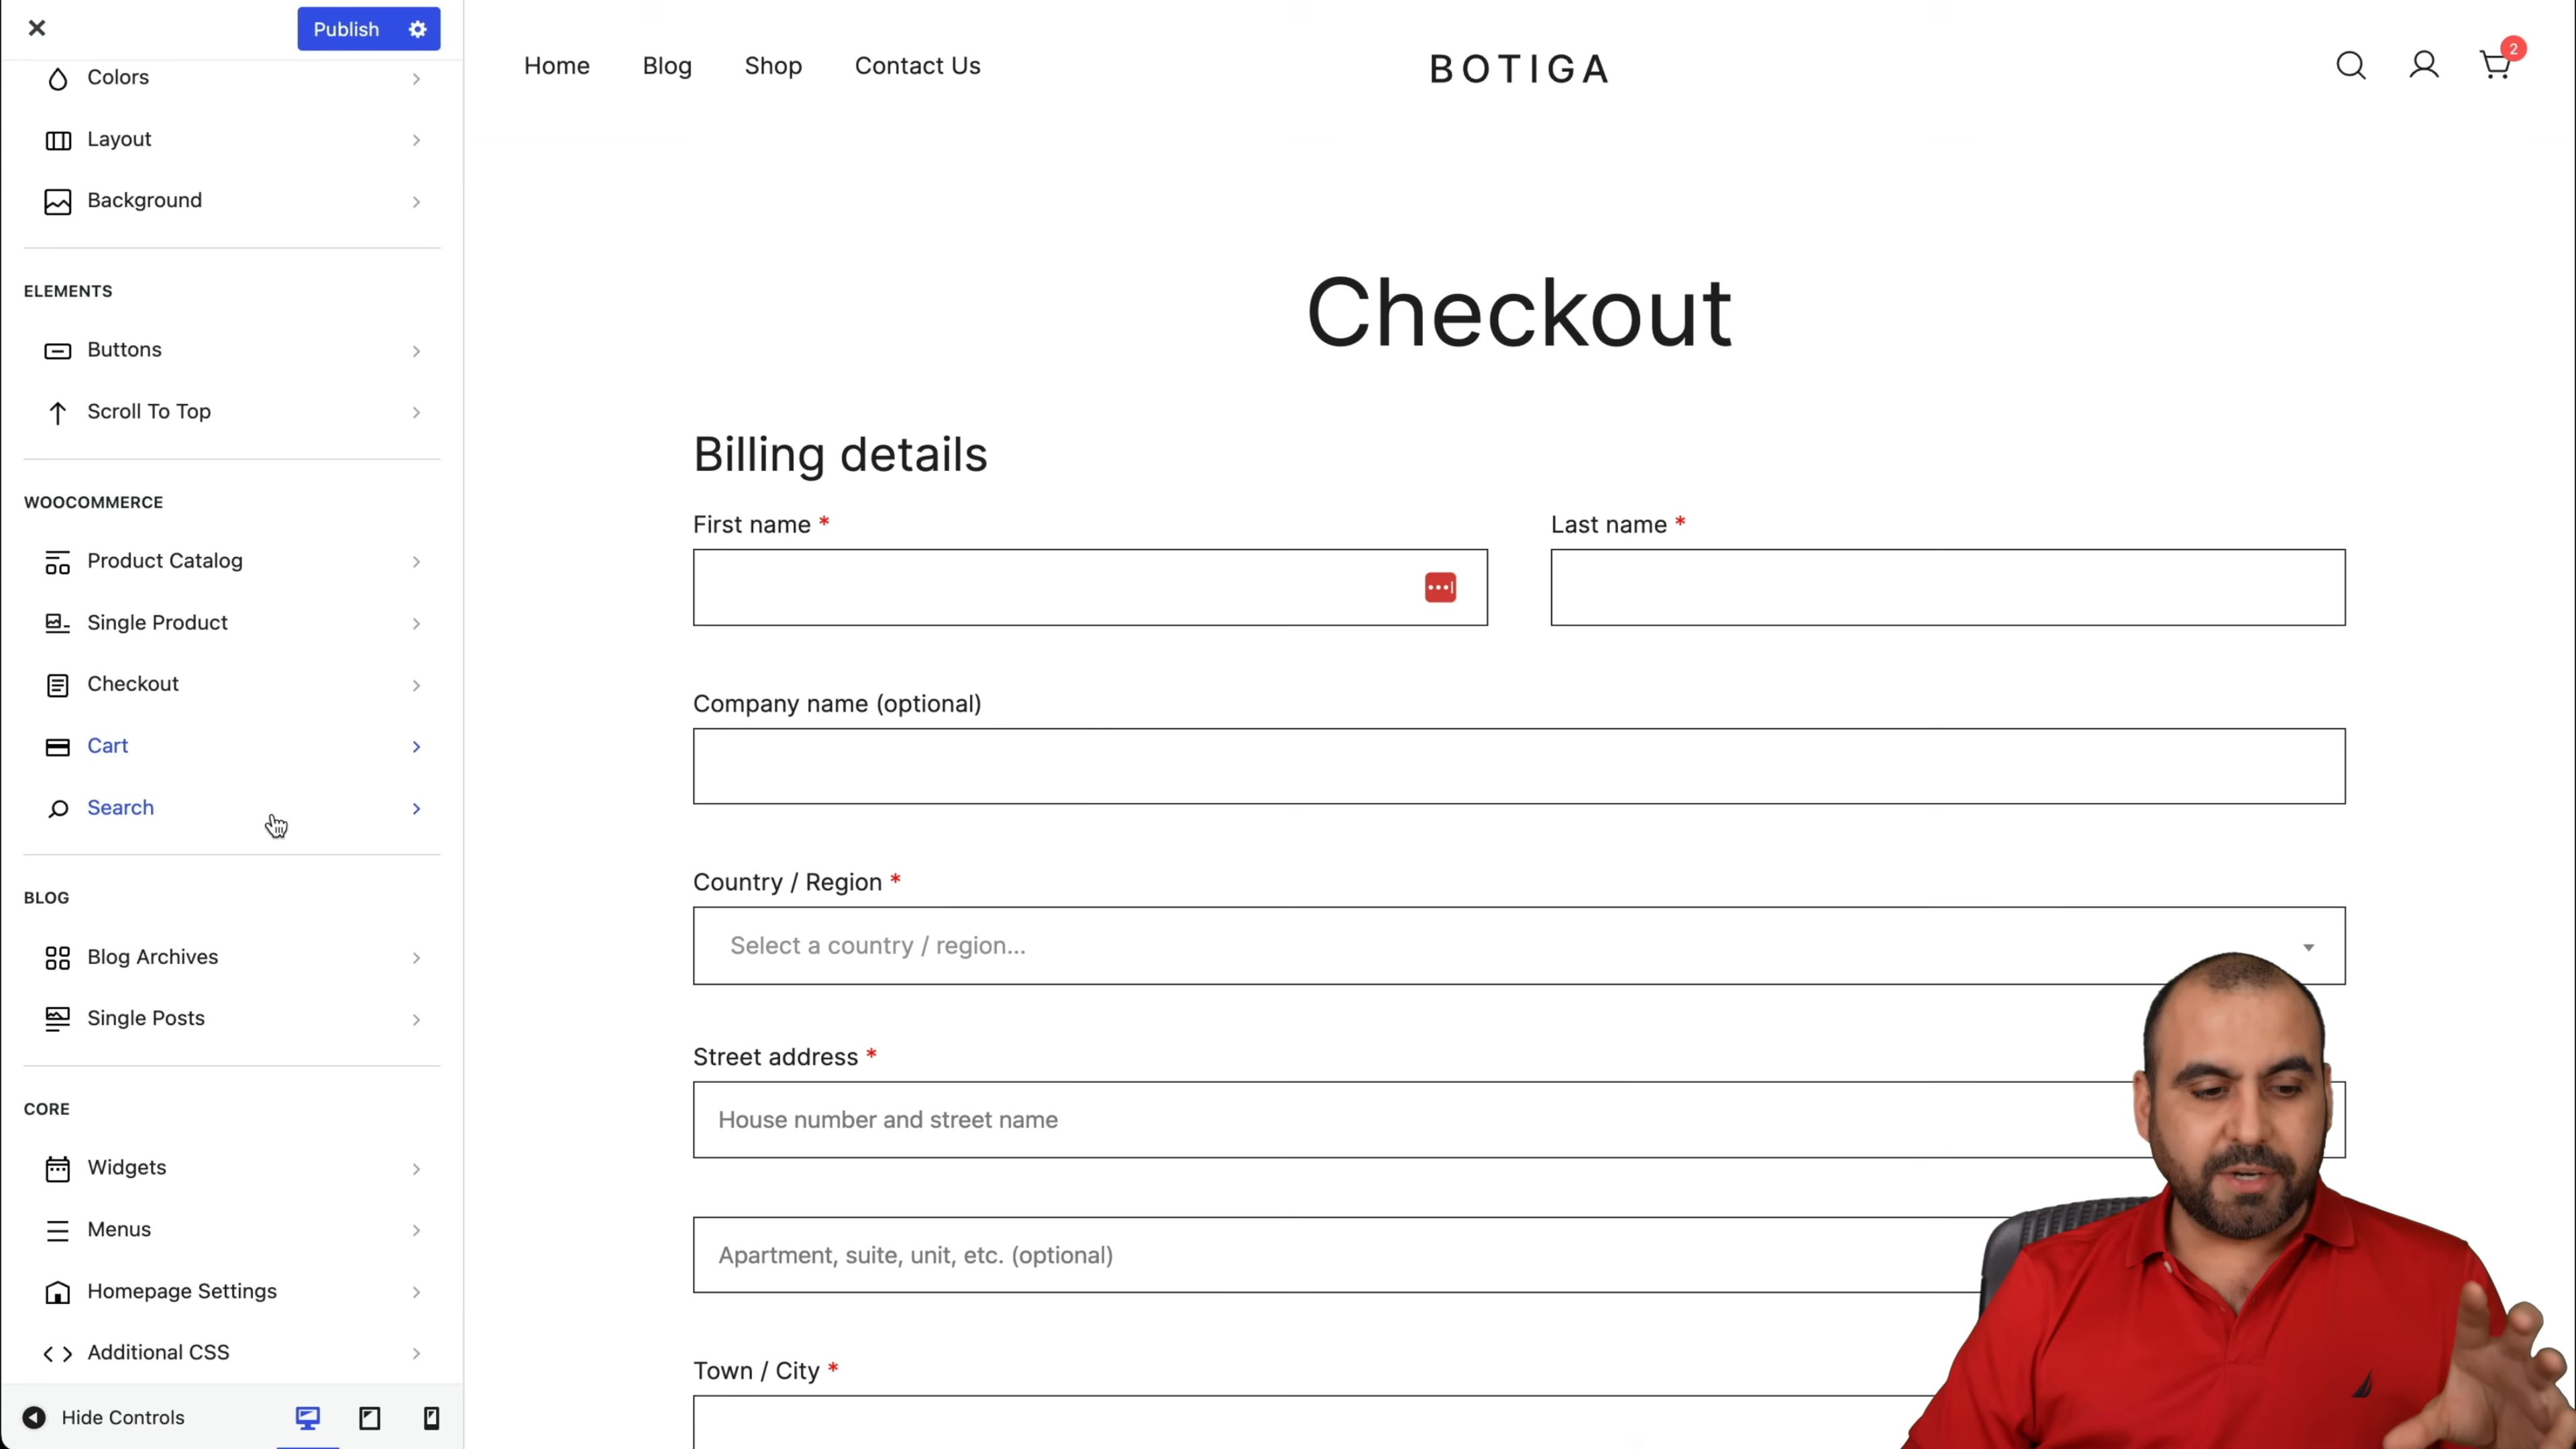 Publish
Colors
Layout
Background
ELEMENTS
Buttons
Scroll To Top
WOOCOMMERCE
Product Catalog
Single Product
Checkout
Cart
Search
BLOG
Blog Archives
Single Posts
CORE
Widgets
Menus
Homepage Settings
Additional CSS
Hide Controls
Home Blog Shop Contact Us
BOTIGA
2
Checkout
Billing details
First name *
Last name *
Company name (optional)
Country / Region *
Select a country / region...
Street address *
House number and street name
Apartment, suite, unit, etc. (optional)
Town / City *